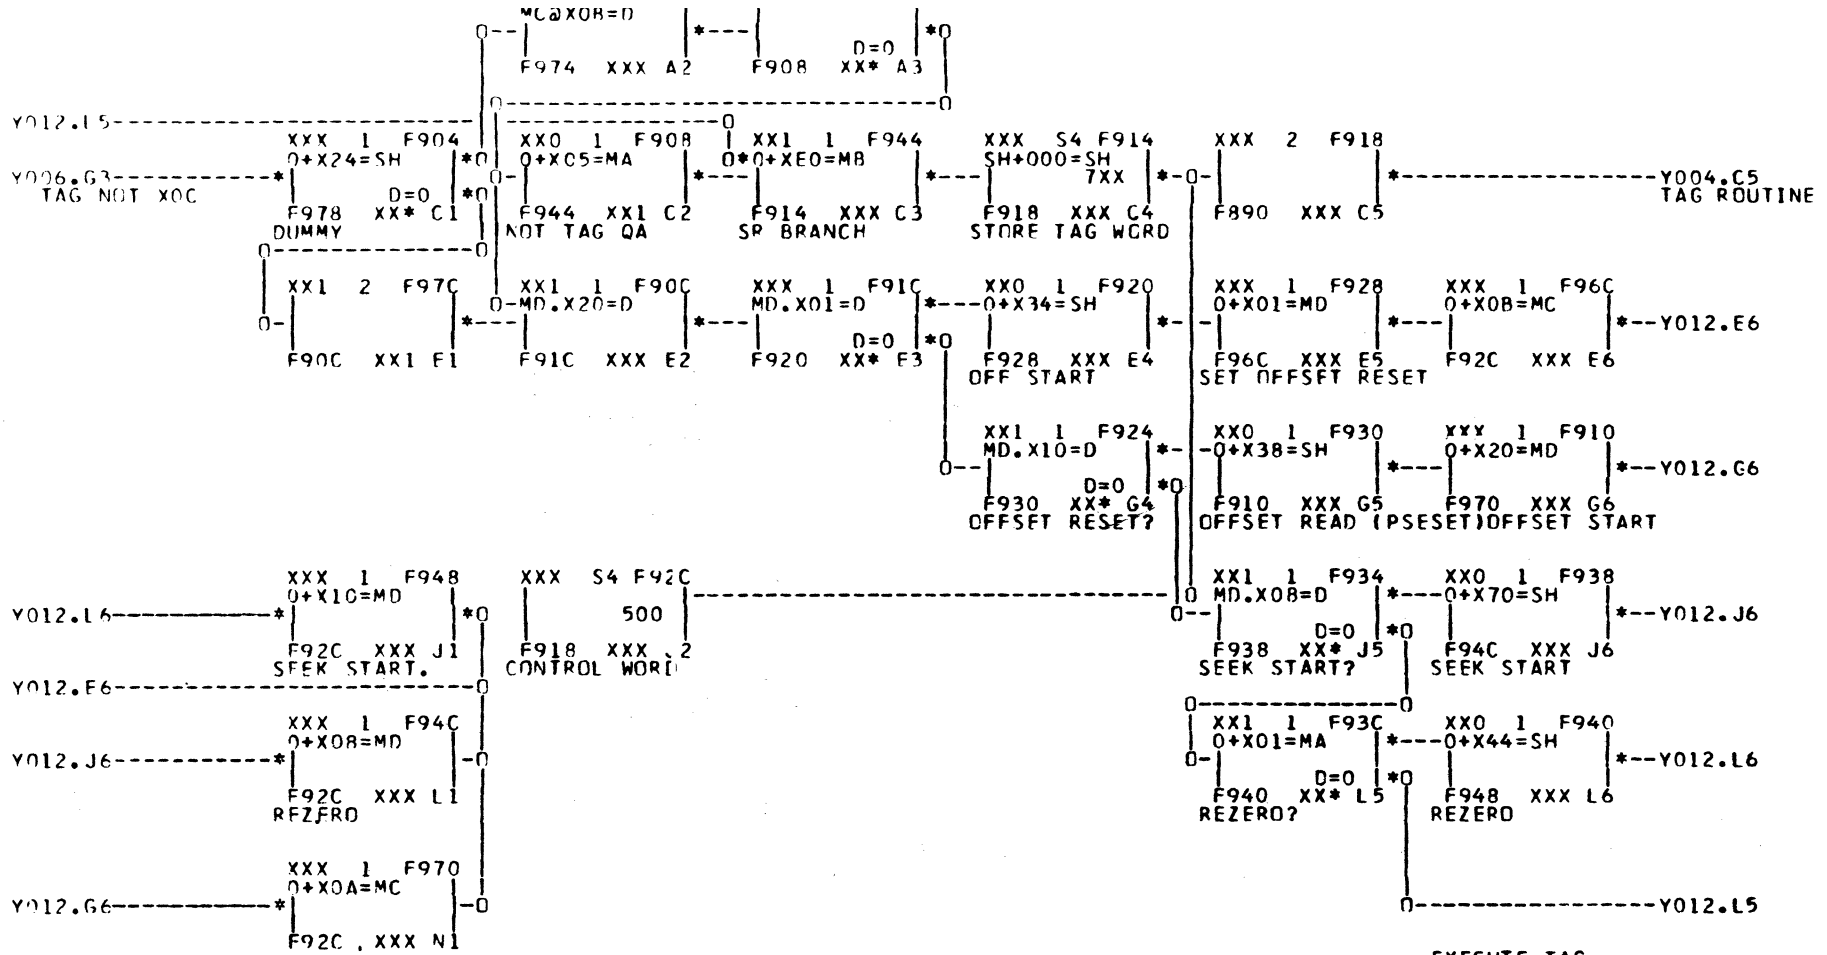 MC@X0B=D
D=0
F974 XXX A2 F908 XX* A3
Y012.L5
XXX 1 F904 XX0 1 F908 XX1 1 F944 XXX S4 F914 XXX 2 F918
0+X24=SH 0+X05=MA 0+XE0=MB SH+000=SH
Y006.G3 7XX Y004.C5
TAG NOT X0C D=0 TAG ROUTINE
F978 XX* C1 F944 XX1 C2 F914 XXX C3 F918 XXX C4 F890 XXX C5
DUMMY NOT TAG QA SR BRANCH STORE TAG WORD
XX1 2 F97C XX1 1 F90C XXX 1 F91C XX0 1 F920 XXX 1 F928 XXX 1 F96C
MD.X20=D MD.X01=D 0+X34=SH 0+X01=MD 0+X0B=MC
Y012.E6
D=0
F90C XX1 E1 F91C XXX E2 F920 XX* E3 F928 XXX E4 F96C XXX E5 F92C XXX E6
OFF START SET OFFSET RESET
XX1 1 F924 XX0 1 F930 XXX 1 F910
MD.X10=D 0+X38=SH 0+X20=MD
Y012.G6
D=0
F930 XX* G4 F910 XXX G5 F970 XXX G6
OFFSET RESET? OFFSET READ (PSESET)OFFSET START
XXX 1 F948 XXX S4 F92C XX1 1 F934 XX0 1 F938
0+X10=MD MD.X08=D 0+X70=SH
Y012.L6 500 Y012.J6
D=0
F92C XXX J1 F918 XXX J2 F938 XX* J5 F94C XXX J6
SEEK START. CONTROL WORD SEEK START? SEEK START
Y012.E6
XXX 1 F94C XX1 1 F93C XX0 1 F940
0+X08=MD 0+X01=MA 0+X44=SH
Y012.J6 Y012.L6
D=0
F92C XXX L1 F940 XX* L5 F948 XXX L6
REZERO REZERO? REZERO
XXX 1 F970
0+X0A=MC
Y012.G6 Y012.L5
F92C XXX N1